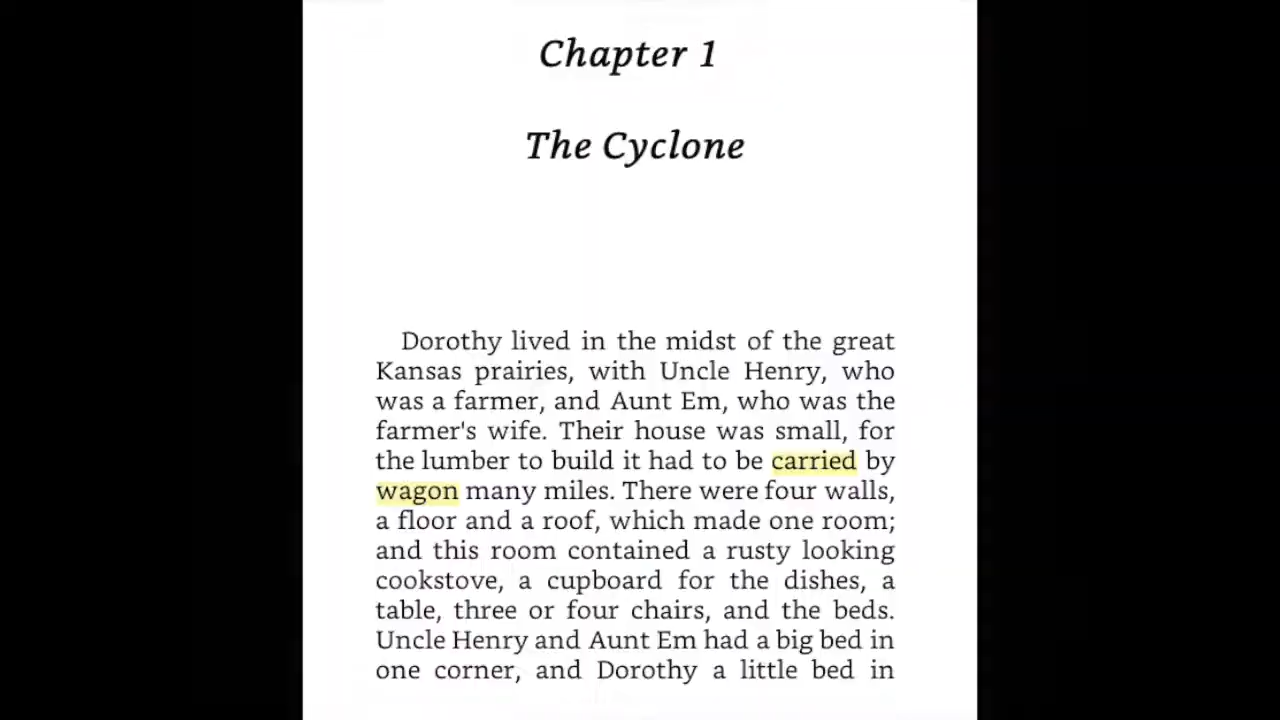 Chapter 1
The Cyclone
Dorothy lived in the midst of the great
Kansas prairies, with Uncle Henry, who
was a farmer, and Aunt Em, who was the
farmer's wife. Their house was small, for
the lumber to build it had to be carried by
wagon many miles. There were four walls,
a floor and a roof, which made one room;
and this room contained a rusty looking
cookstove, a cupboard for the dishes, a
table, three or four chairs, and the beds.
Uncle Henry and Aunt Em had a big bed in
one corner, and Dorothy a little bed in